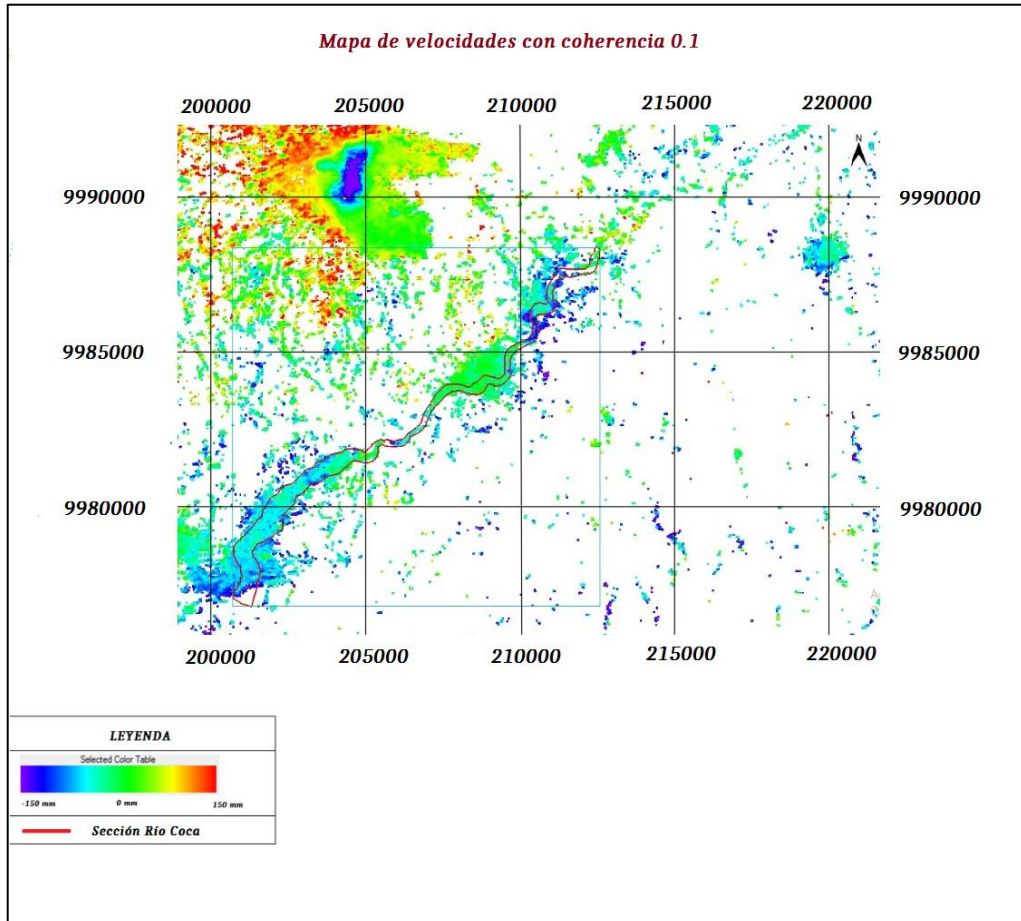 Mapa de velocidades con coherencia 0.1
200000 205000 210000 215000 220000
N
9990000 9990000
9985000 9985000
9980000 9980000
200000 205000 210000 215000 220000
LEYENDA
Selected Color Table
-150 mm 0 mm 150 mm
Sección Río Coca